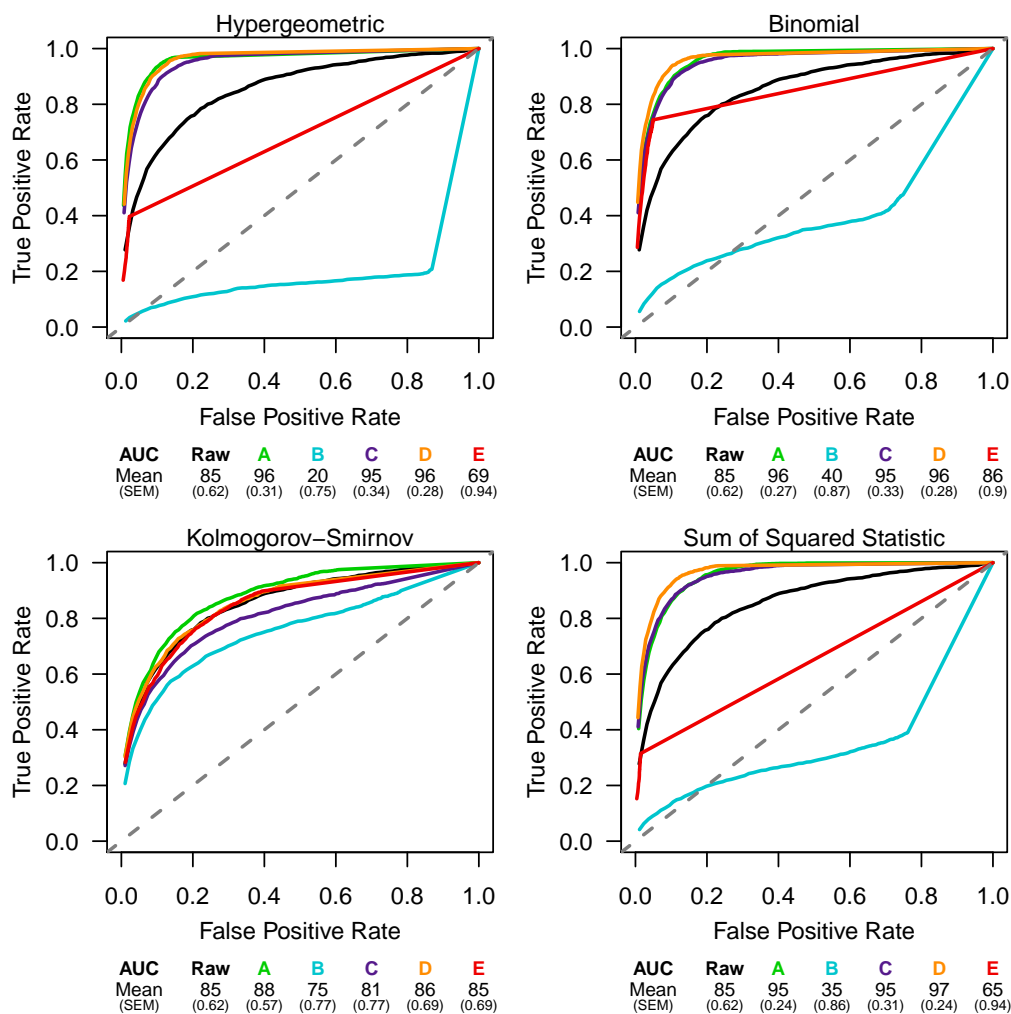 Hypergeometric
True Positive Rate
1.0
0.8
0.6
0.4
0.2
0.0
0.0 0.2 0.4 0.6 0.8 1.0
False Positive Rate
AUC Raw A B C D E
Mean 85 96 20 95 96 69
(SEM) (0.62) (0.31) (0.75) (0.34) (0.28) (0.94)
Binomial
True Positive Rate
1.0
0.8
0.6
0.4
0.2
0.0
0.0 0.2 0.4 0.6 0.8 1.0
False Positive Rate
AUC Raw A B C D E
Mean 85 96 40 95 96 86
(SEM) (0.62) (0.27) (0.87) (0.33) (0.28) (0.9)
Kolmogorov−Smirnov
True Positive Rate
1.0
0.8
0.6
0.4
0.2
0.0
0.0 0.2 0.4 0.6 0.8 1.0
False Positive Rate
AUC Raw A B C D E
Mean 85 88 75 81 86 85
(SEM) (0.62) (0.57) (0.77) (0.77) (0.69) (0.69)
Sum of Squared Statistic
True Positive Rate
1.0
0.8
0.6
0.4
0.2
0.0
0.0 0.2 0.4 0.6 0.8 1.0
False Positive Rate
AUC Raw A B C D E
Mean 85 95 35 95 97 65
(SEM) (0.62) (0.24) (0.86) (0.31) (0.24) (0.94)